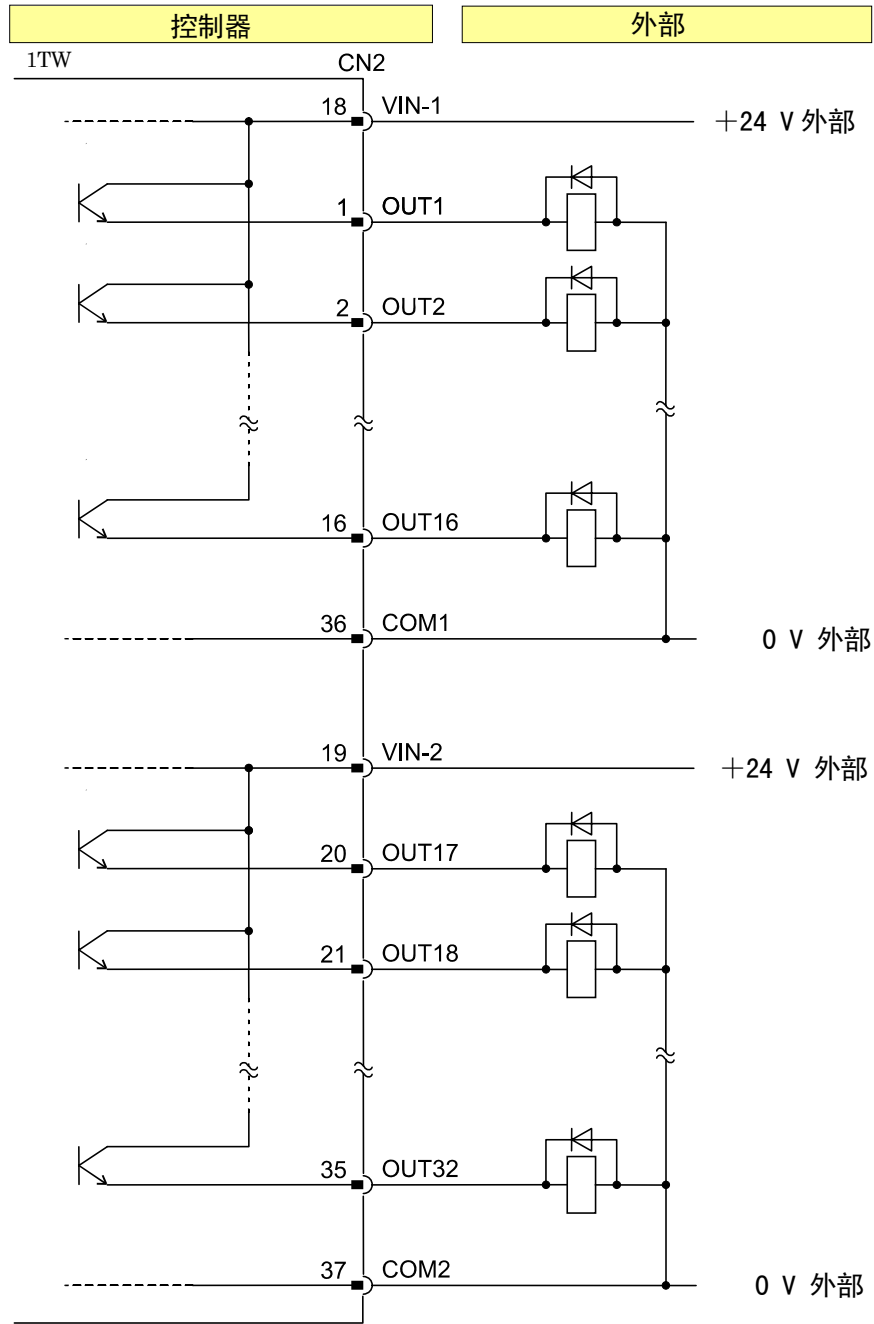 控制器 外部
1TW CN2
18 VIN-1 +24 V 外部
1 OUT1
2 OUT2
16 OUT16
36 COM1 0 V 外部
19 VIN-2 +24 V 外部
20 OUT17
21 OUT18
35 OUT32
37 COM2 0 V 外部